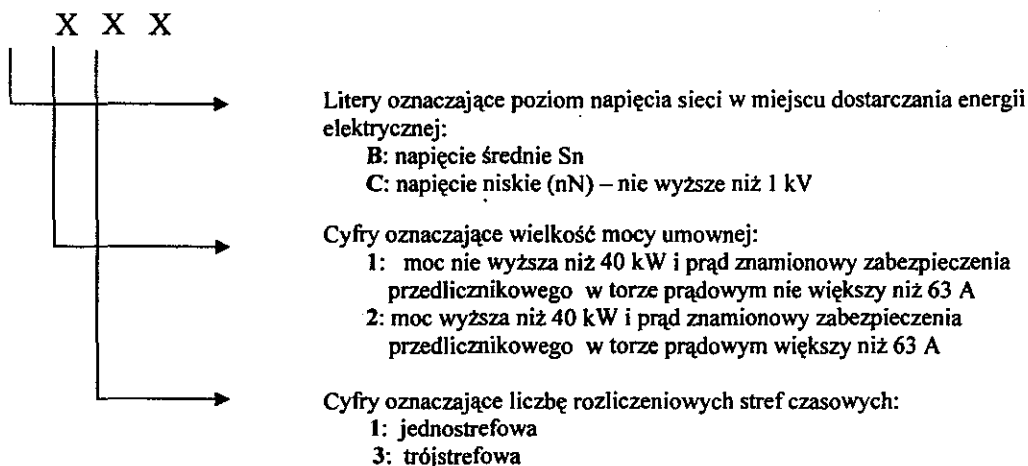 X X X
Litery oznaczające poziom napięcia sieci w miejscu dostarczania energii
elektrycznej:
B: napięcie średnie Sn
C: napięcie niskie (nN) – nie wyższe niż 1 kV
Cyfry oznaczające wielkość mocy umownej:
1: moc nie wyższa niż 40 kW i prąd znamionowy zabezpieczenia
przedlicznikowego w torze prądowym nie większy niż 63 A
2: moc wyższa niż 40 kW i prąd znamionowy zabezpieczenia
przedlicznikowego w torze prądowym większy niż 63 A
Cyfry oznaczające liczbę rozliczeniowych stref czasowych:
1: jednostrefowa
3: trójstrefowa